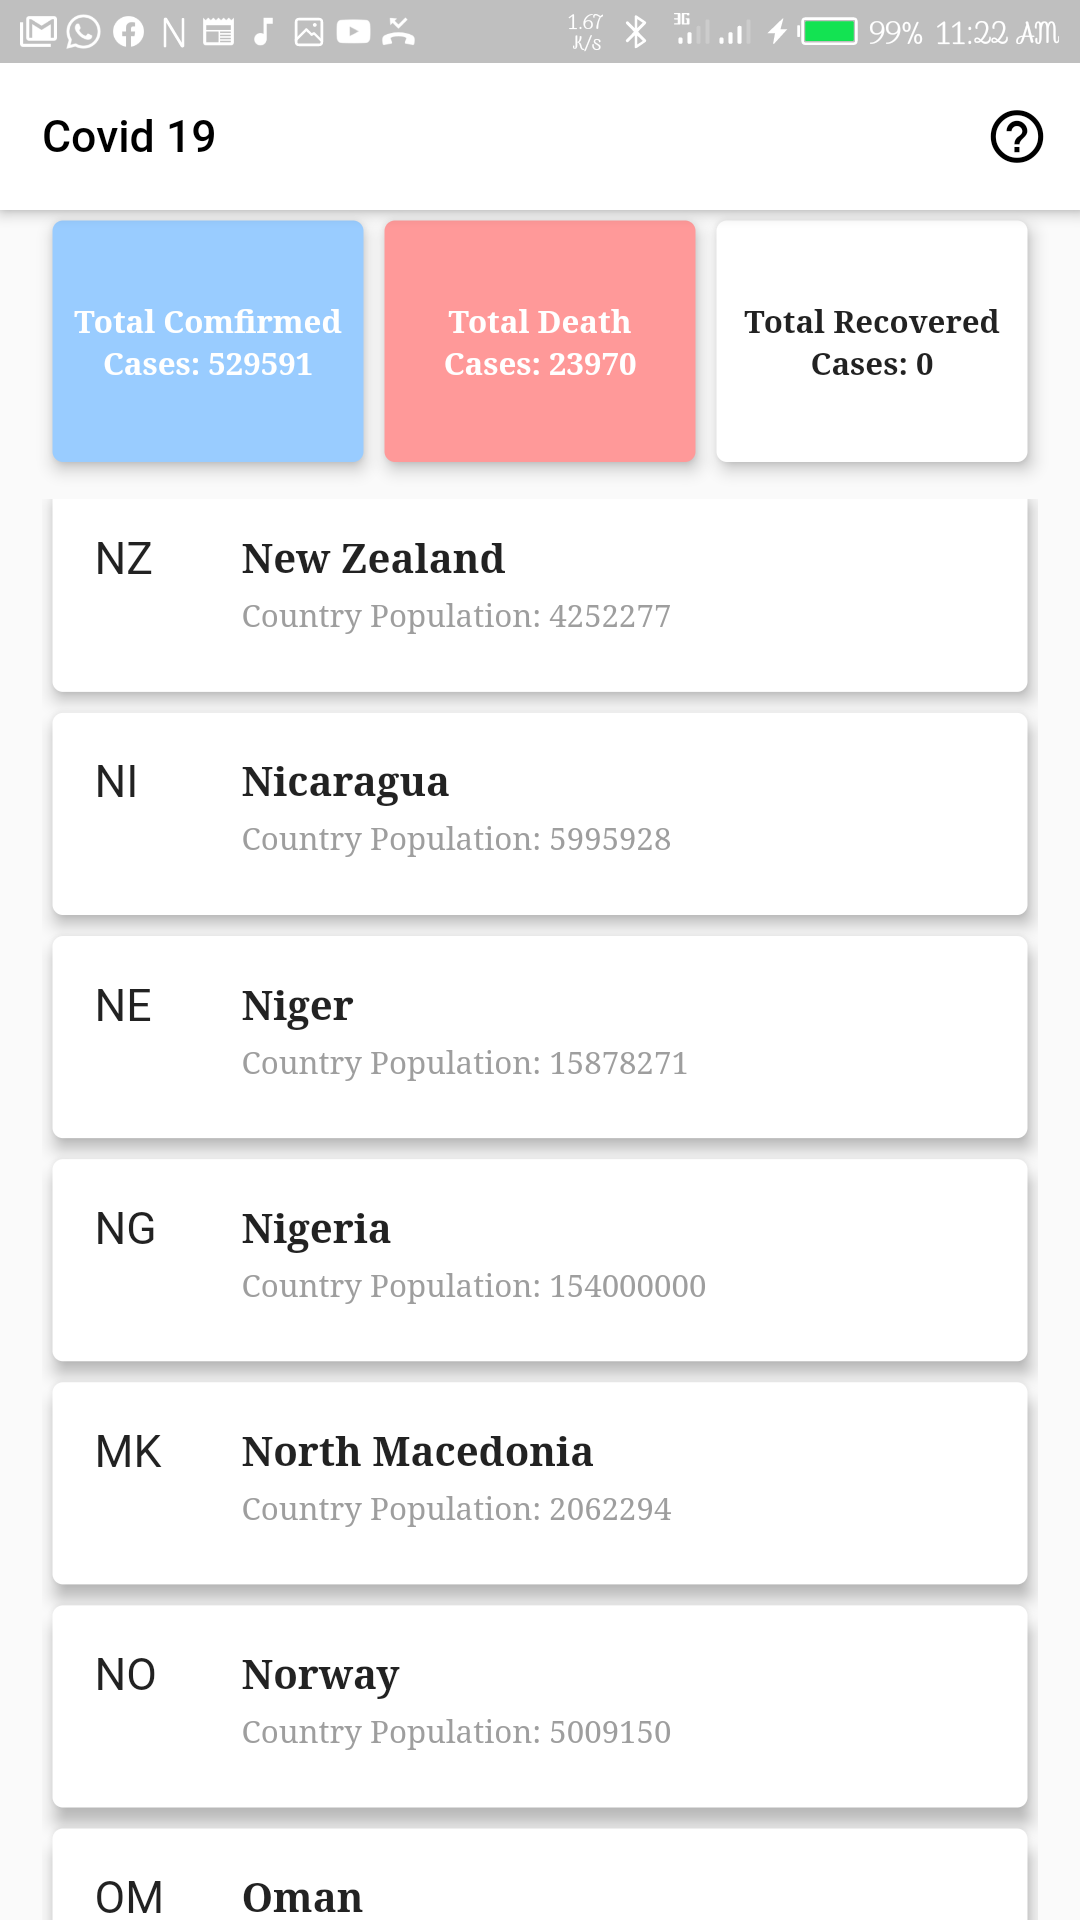 1.67
K/s
3G
99% 11:22 AM
Covid 19
Total Comfirmed
Cases: 529591
Total Death
Cases: 23970
Total Recovered
Cases: 0
NZ New Zealand
Country Population: 4252277
NI Nicaragua
Country Population: 5995928
NE Niger
Country Population: 15878271
NG Nigeria
Country Population: 154000000
MK North Macedonia
Country Population: 2062294
NO Norway
Country Population: 5009150
OM Oman